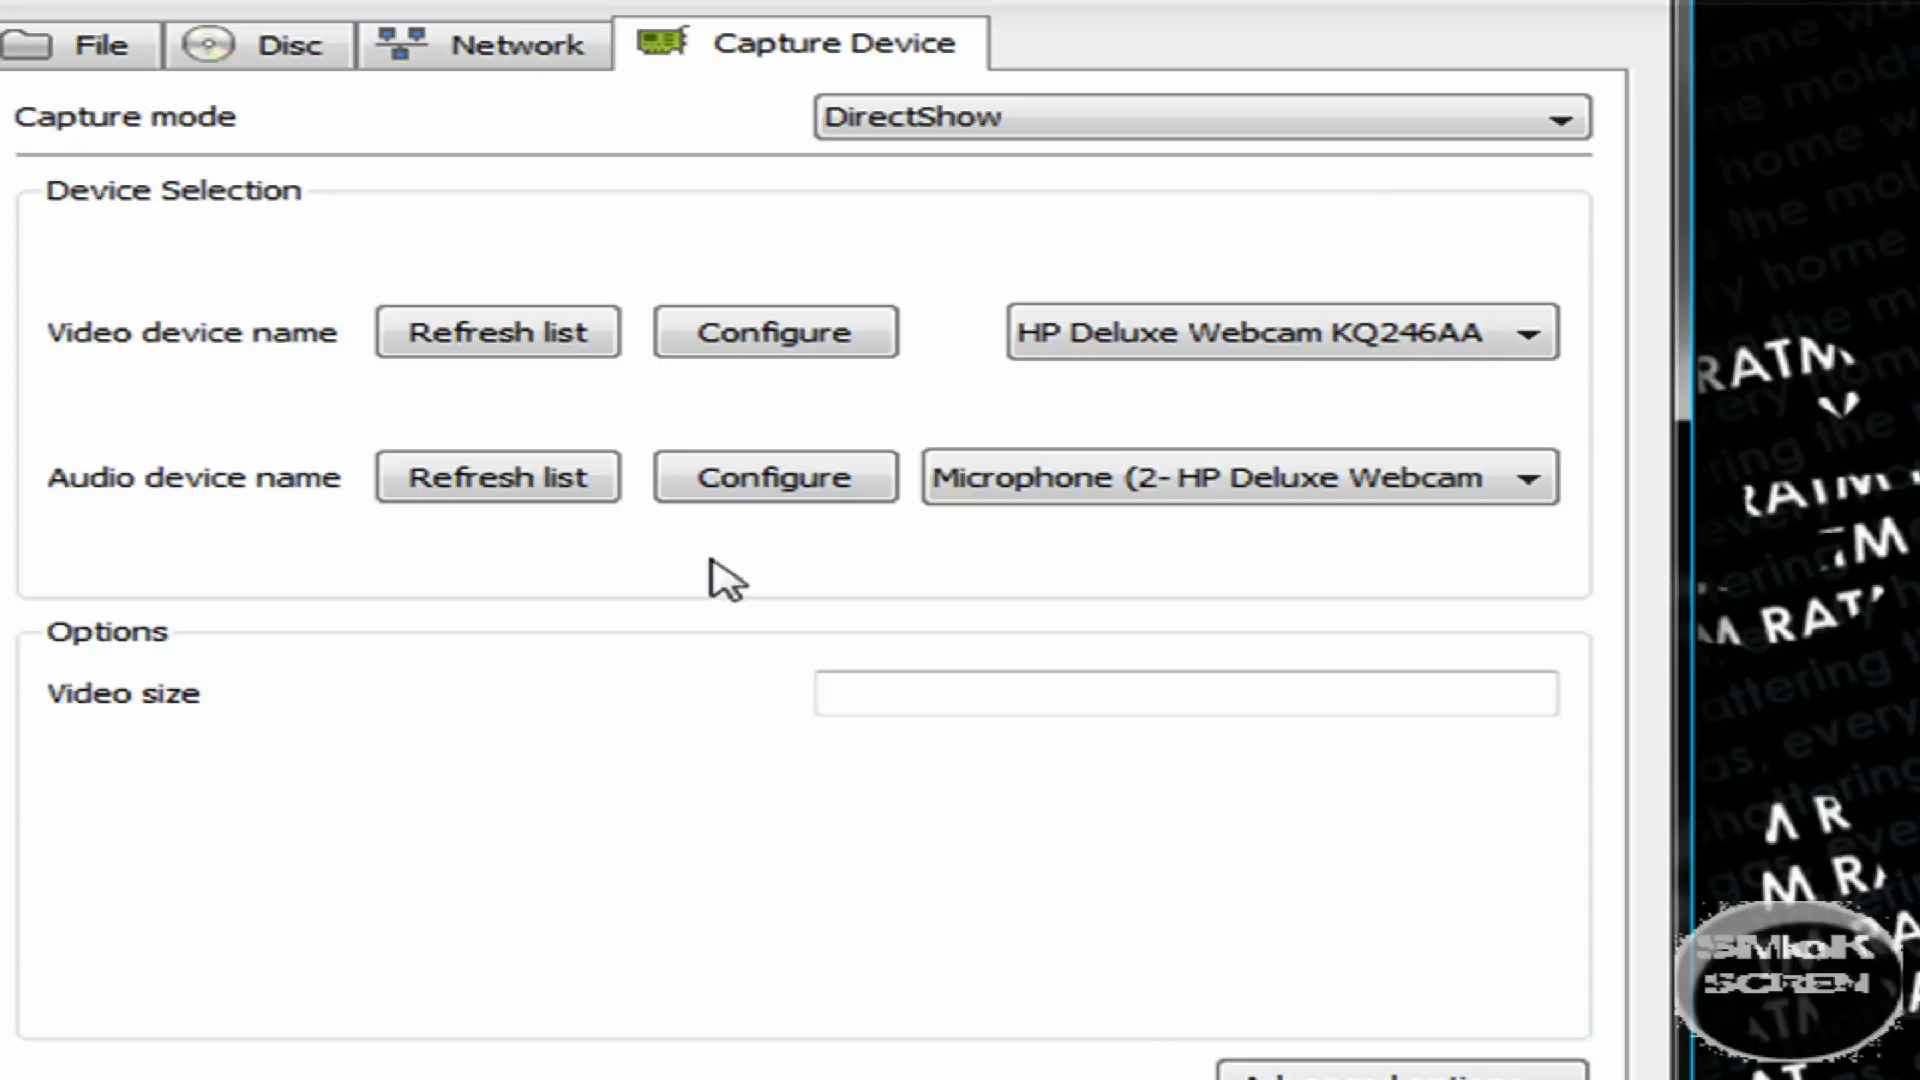 File
Disc
Network
Capture Device
Capture mode
DirectShow
Device Selection
Video device name
Refresh list
Configure
HP Deluxe Webcam KQ246AA
Audio device name
Refresh list
Configure
Microphone (2- HP Deluxe Webcam
Options
Video size